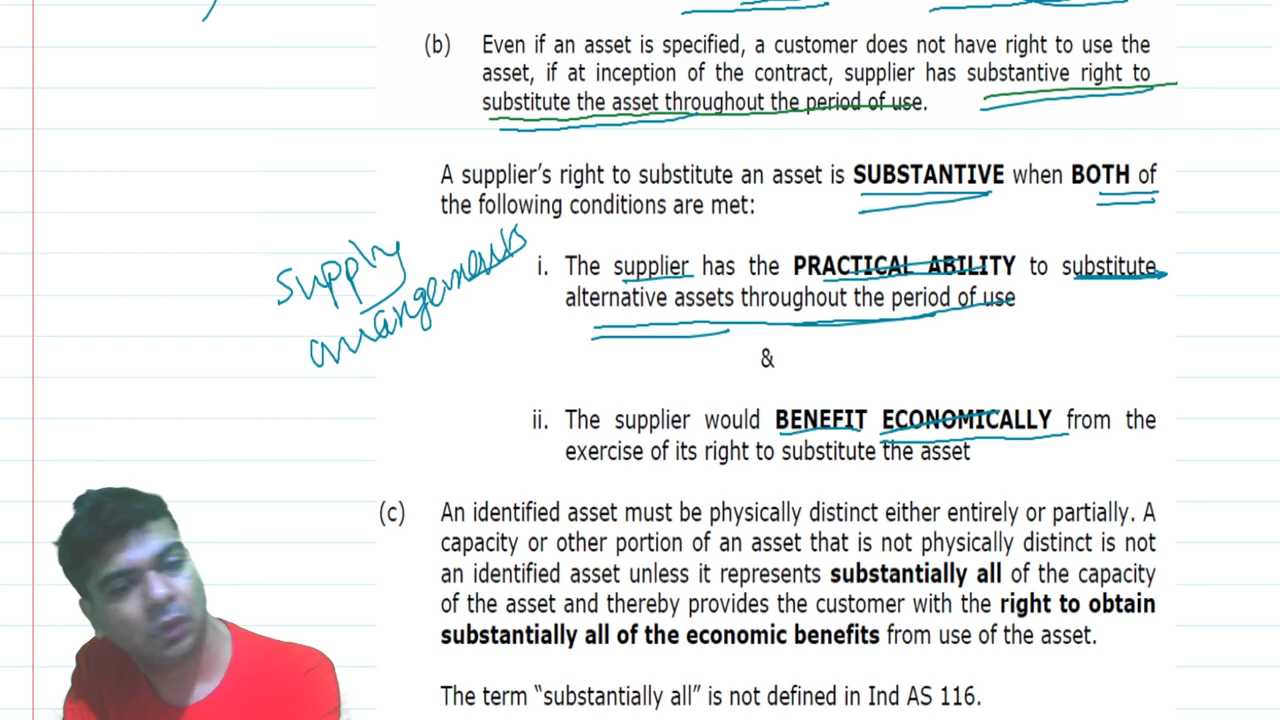 (b) Even if an asset is specified, a customer does not have right to use the
asset, if at inception of the contract, supplier has substantive right to
substitute the asset throughout the period of use.
A supplier's right to substitute an asset is SUBSTANTIVE when BOTH of
the following conditions are met:
supply
arrangements
i. The supplier has the PRACTICAL ABILITY to substitute
alternative assets throughout the period of use
&
ii. The supplier would BENEFIT ECONOMICALLY from the
exercise of its right to substitute the asset
(c) An identified asset must be physically distinct either entirely or partially. A
capacity or other portion of an asset that is not physically distinct is not
an identified asset unless it represents substantially all of the capacity
of the asset and thereby provides the customer with the right to obtain
substantially all of the economic benefits from use of the asset.
The term “substantially all” is not defined in Ind AS 116.